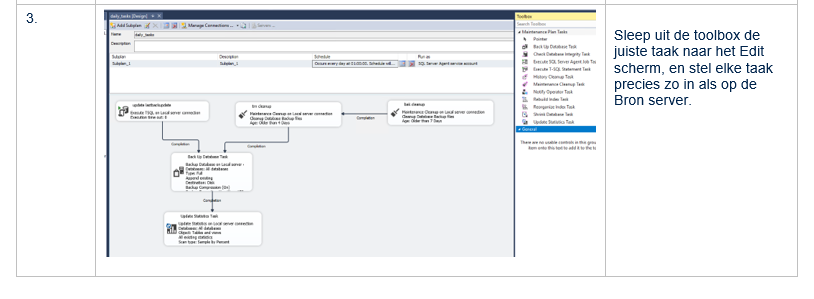 3.
daily_tasks [Design]
Add Subplan
Manage Connections ...
Servers ...
Name
daily_tasks
Description
Subplan
Description
Schedule
Run as
Subplan_1
Subplan_1
Occurs every day at 01:00:00. Schedule will...
SQL Server Agent service account
update lastbackupdate
Execute TSQL on Local server connection
Execution time out: 0
trn cleanup
Maintenance Cleanup on Local server connection
Cleanup Database Backup files
Age: Older than 4 Days
bak cleanup
Maintenance Cleanup on Local server connection
Cleanup Database Backup files
Age: Older than 7 Days
Completion
Completion
Completion
Back Up Database Task
Backup Database on Local server
Databases: All databases
Type: Full
Append existing
Destination: Disk
Backup Compression (On)
Completion
Update Statistics Task
Update Statistics on Local server connection
Databases: All databases
Object: Tables and views
All existing statistics
Scan type: Sample by Percent
Toolbox
Search Toolbox
Maintenance Plan Tasks
Pointer
Back Up Database Task
Check Database Integrity Task
Execute SQL Server Agent Job Ta
Execute T-SQL Statement Task
History Cleanup Task
Maintenance Cleanup Task
Notify Operator Task
Rebuild Index Task
Reorganize Index Task
Shrink Database Task
Update Statistics Task
General
There are no usable controls in this grou
item onto this text to add it to the to
Sleep uit de toolbox de
juiste taak naar het Edit
scherm, en stel elke taak
precies zo in als op de
Bron server.